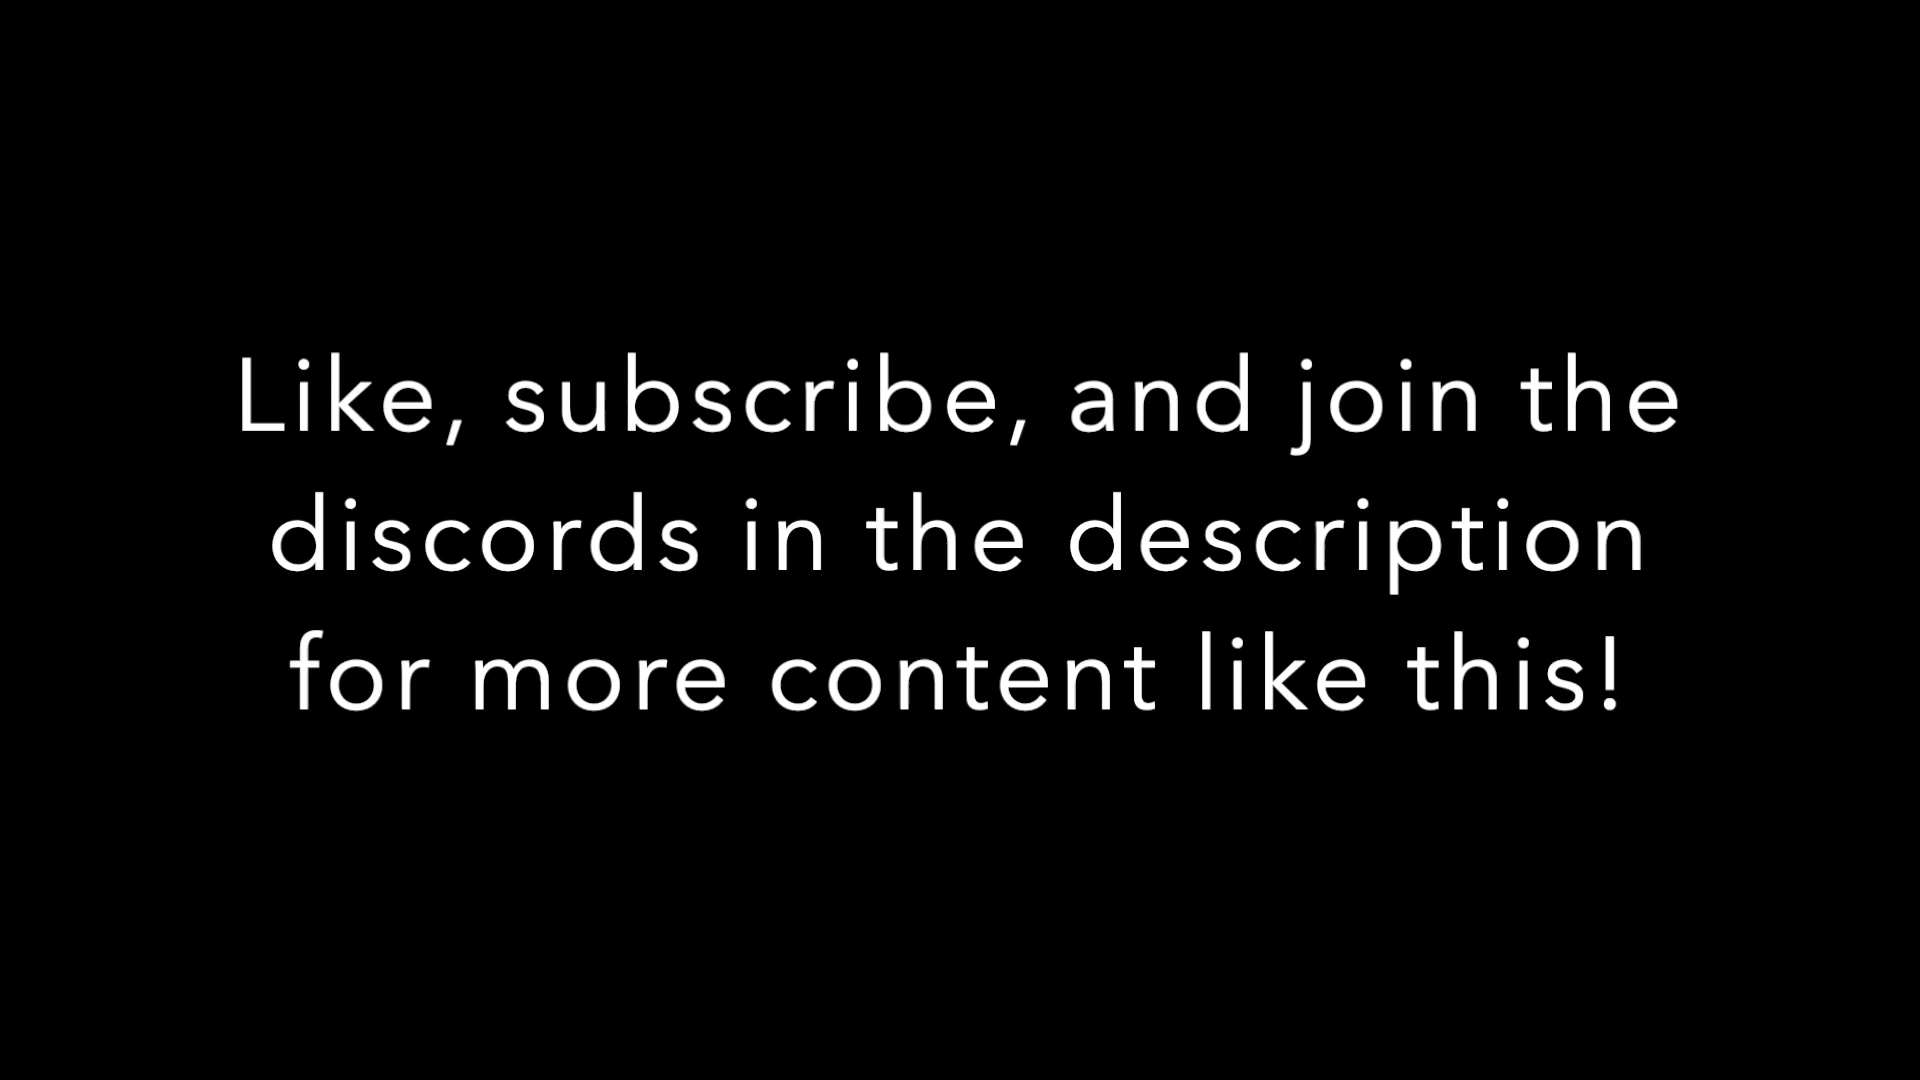 Like, subscribe, and join the
discords in the description
for more content like this!